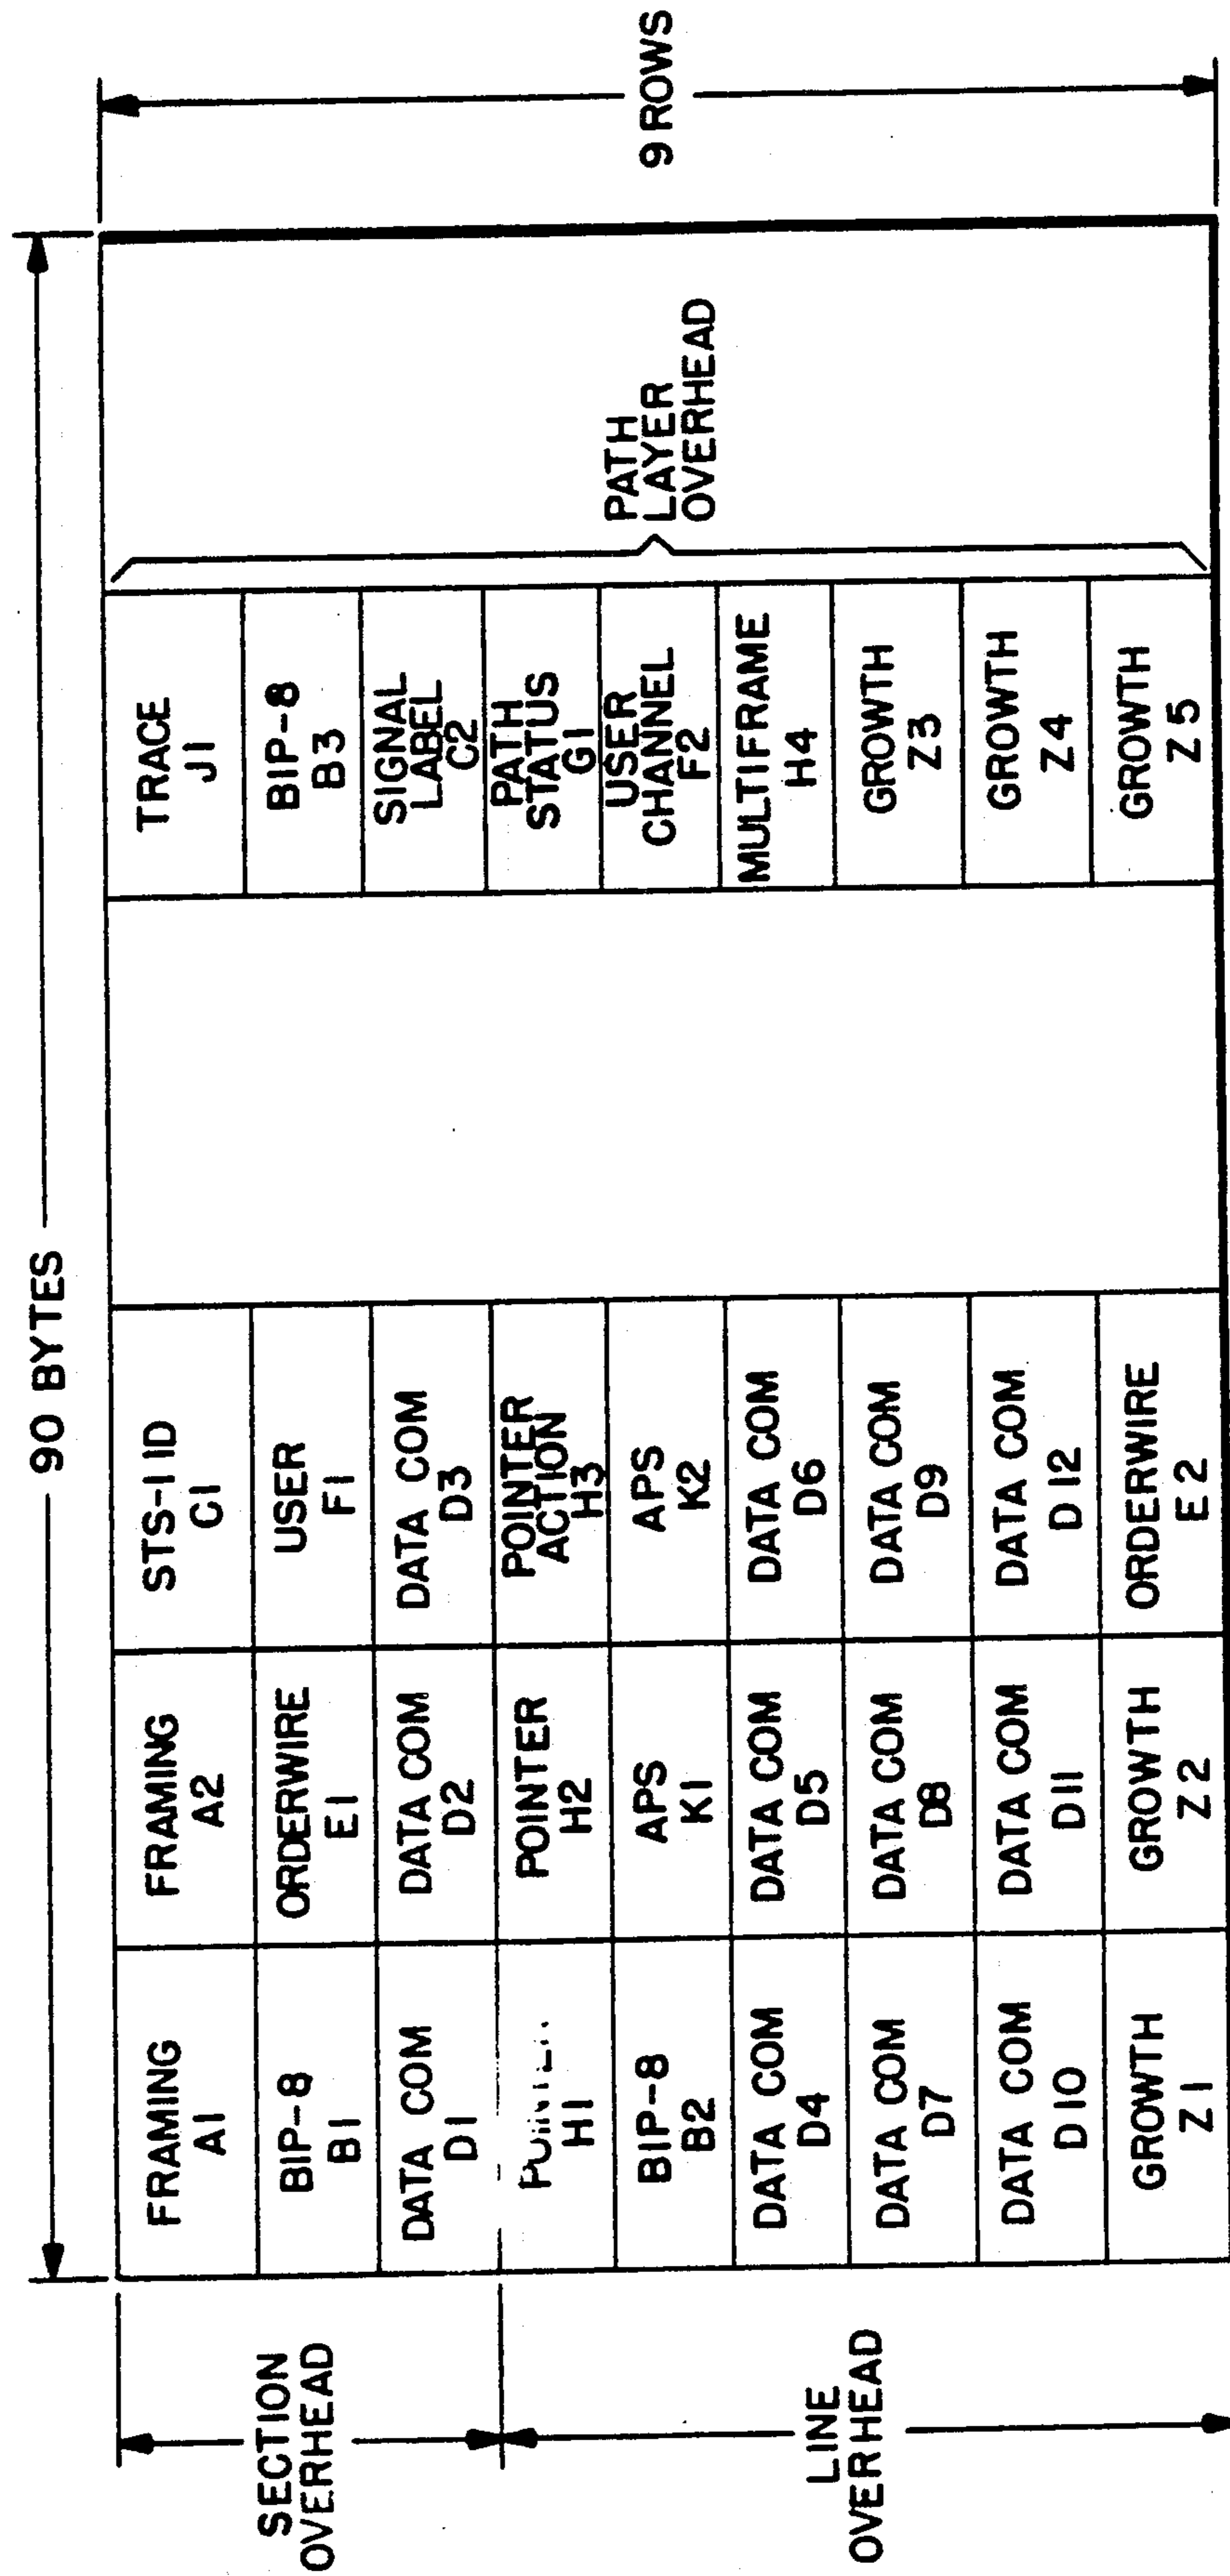 90 BYTES
9 ROWS
SECTION
OVERHEAD
LINE
OVERHEAD
FRAMING
A1
FRAMING
A2
STS-1 ID
C1
TRACE
J1
BIP-8
B1
ORDERWIRE
E1
USER
F1
BIP-8
B3
DATA COM
D1
DATA COM
D2
DATA COM
D3
SIGNAL
LABEL
C2
H1
POINTER
H2
POINTER
ACTION
H3
PATH
STATUS
G1
BIP-8
B2
APS
K1
APS
K2
USER
CHANNEL
F2
DATA COM
D4
DATA COM
D5
DATA COM
D6
MULTIFRAME
H4
DATA COM
D7
DATA COM
D8
DATA COM
D9
GROWTH
Z3
DATA COM
D10
DATA COM
D11
DATA COM
D12
GROWTH
Z4
GROWTH
Z1
GROWTH
Z2
ORDERWIRE
E2
GROWTH
Z5
PATH
LAYER
OVERHEAD